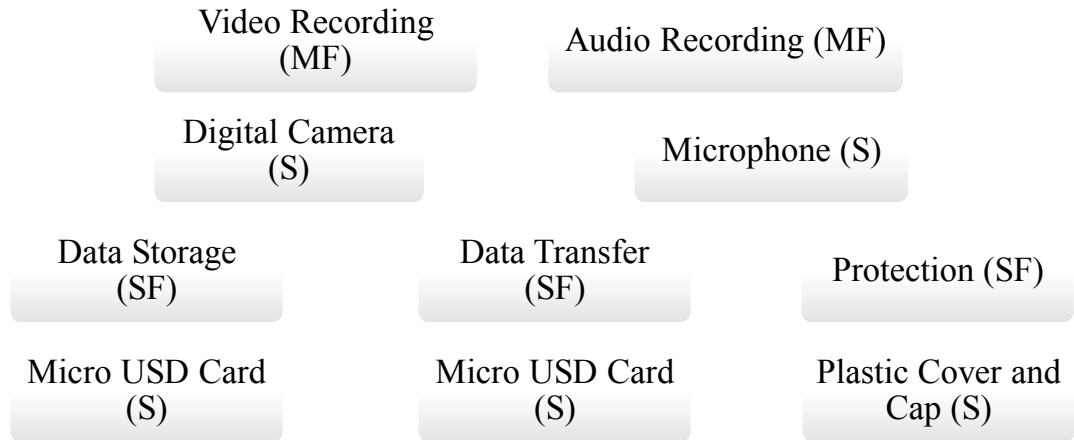 Video Recording
(MF)
Audio Recording (MF)
Digital Camera
(S)
Microphone (S)
Data Storage
(SF)
Data Transfer
(SF)
Protection (SF)
Micro USD Card
(S)
Micro USD Card
(S)
Plastic Cover and
Cap (S)